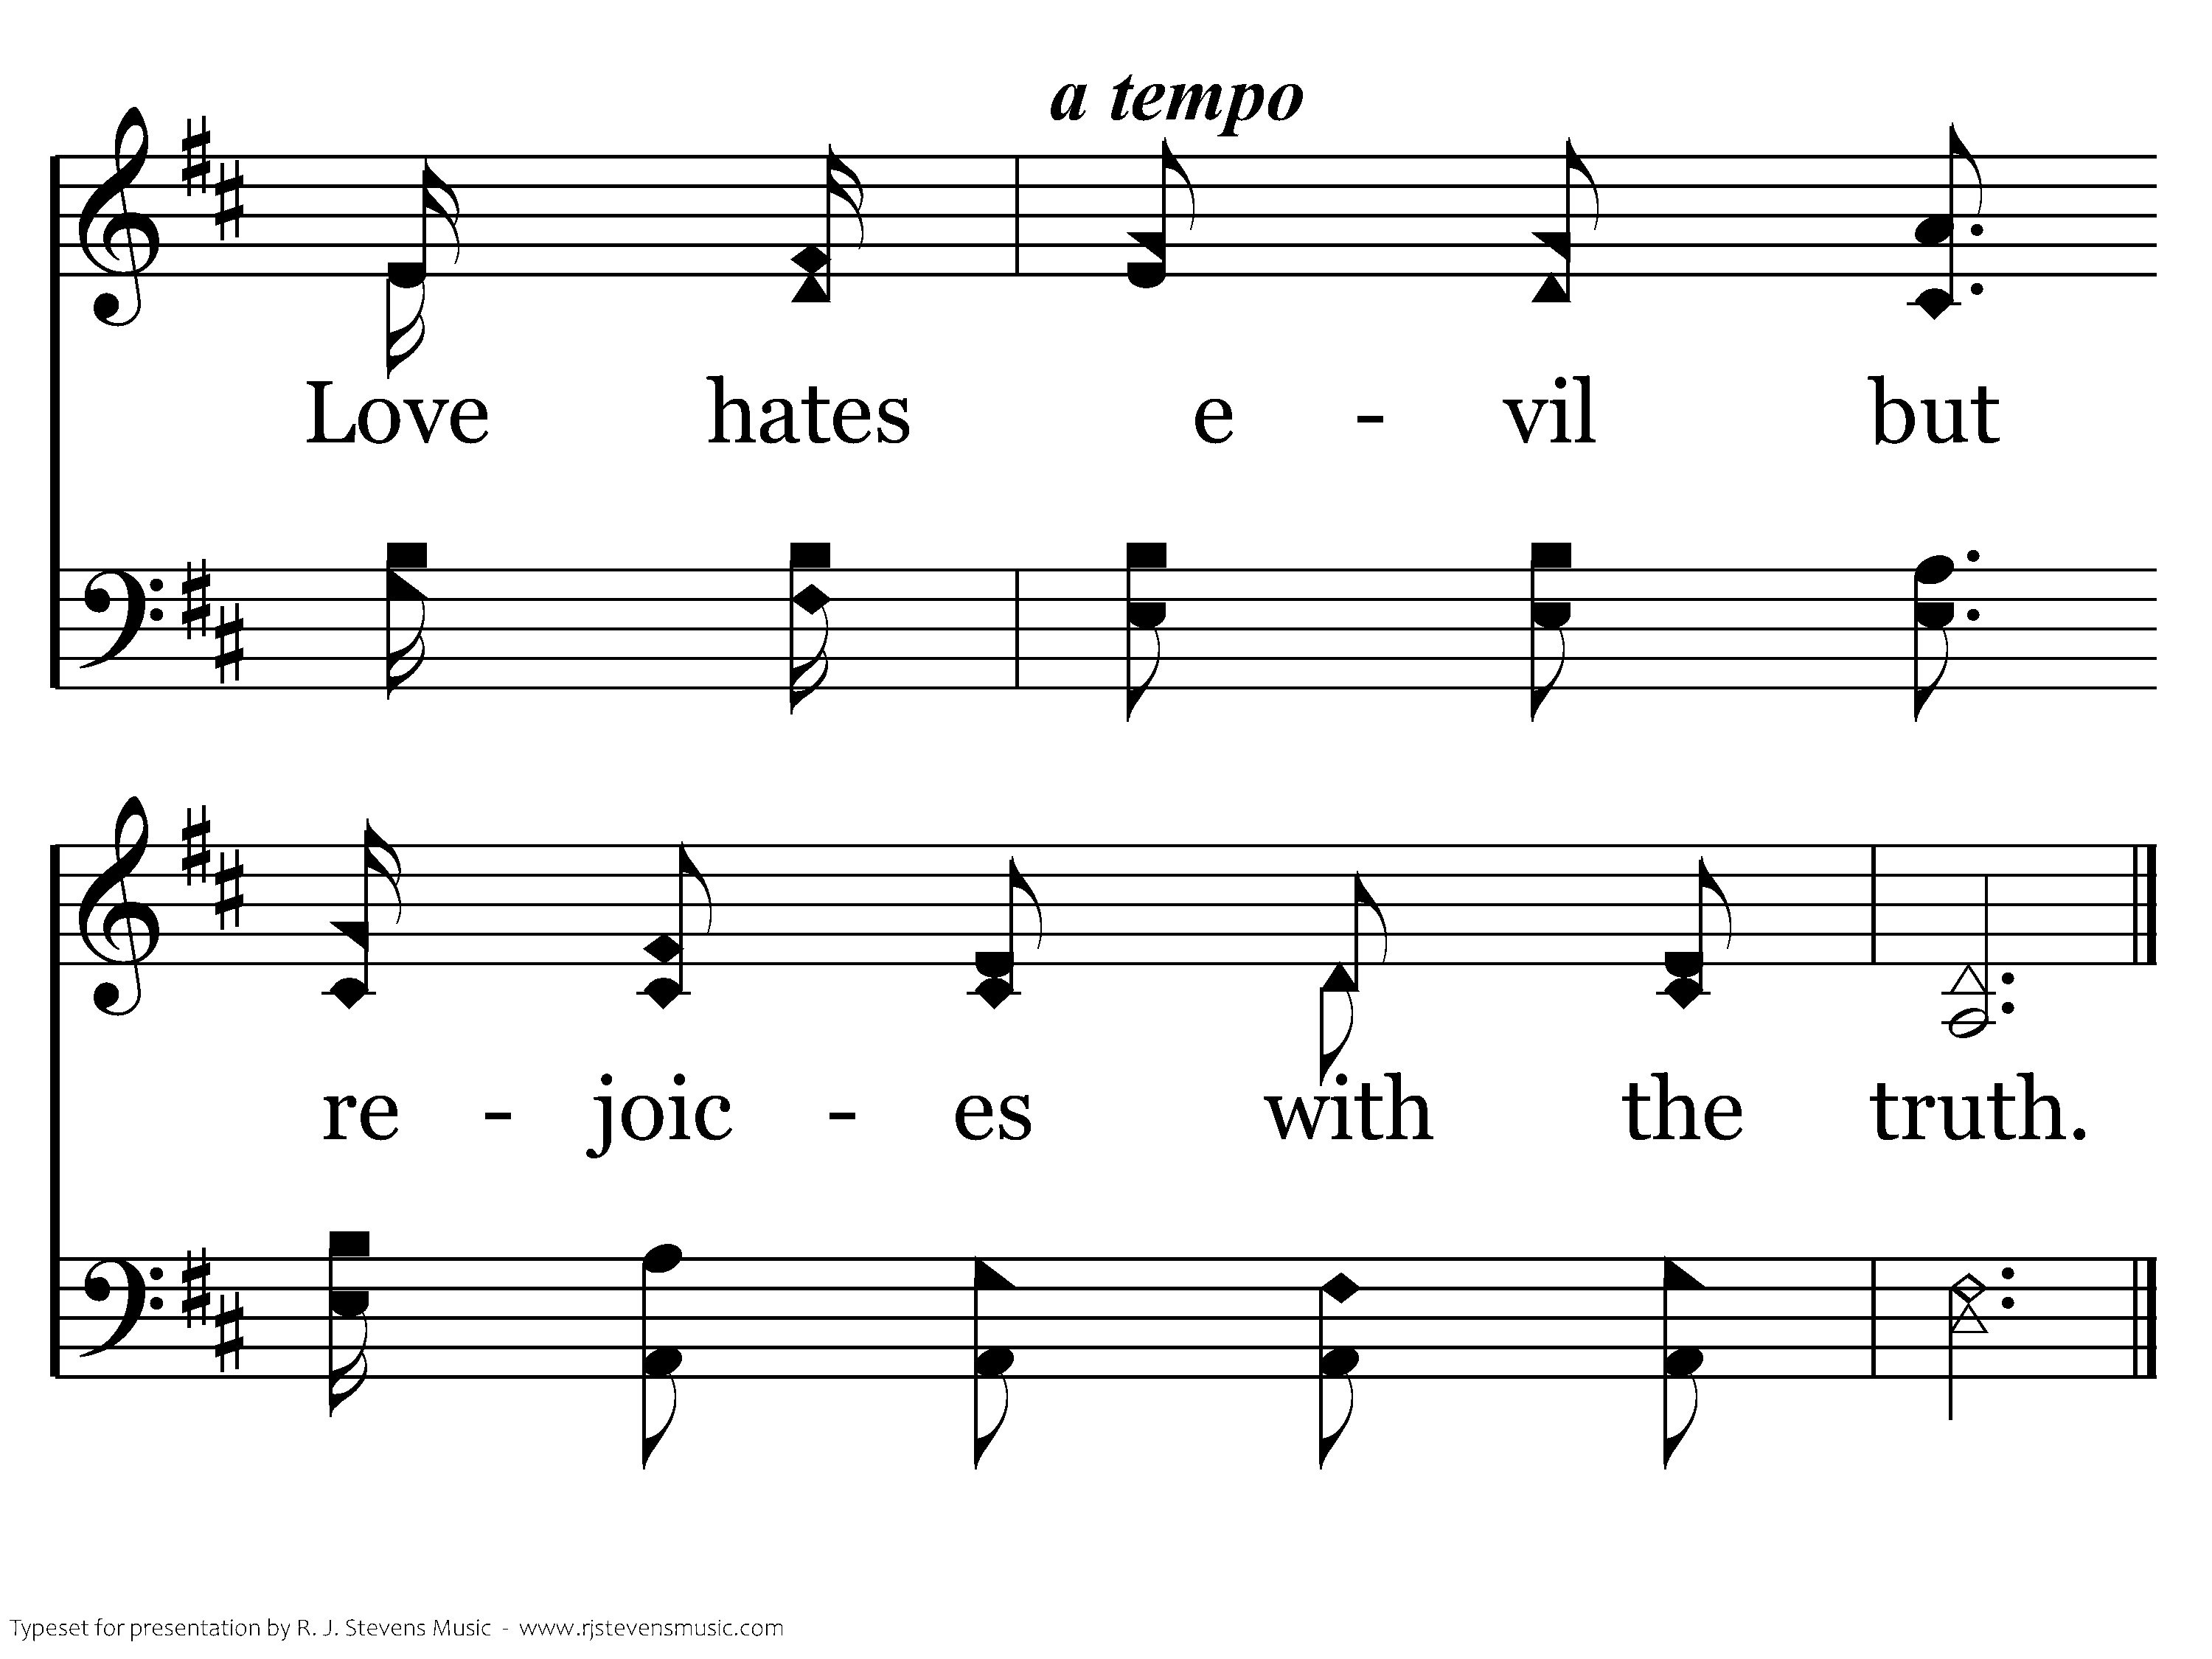 a tempo
Love hates e - vil but
re - joic - es with the truth.
Typeset for presentation by R. J. Stevens Music - www.rjstevensmusic.com